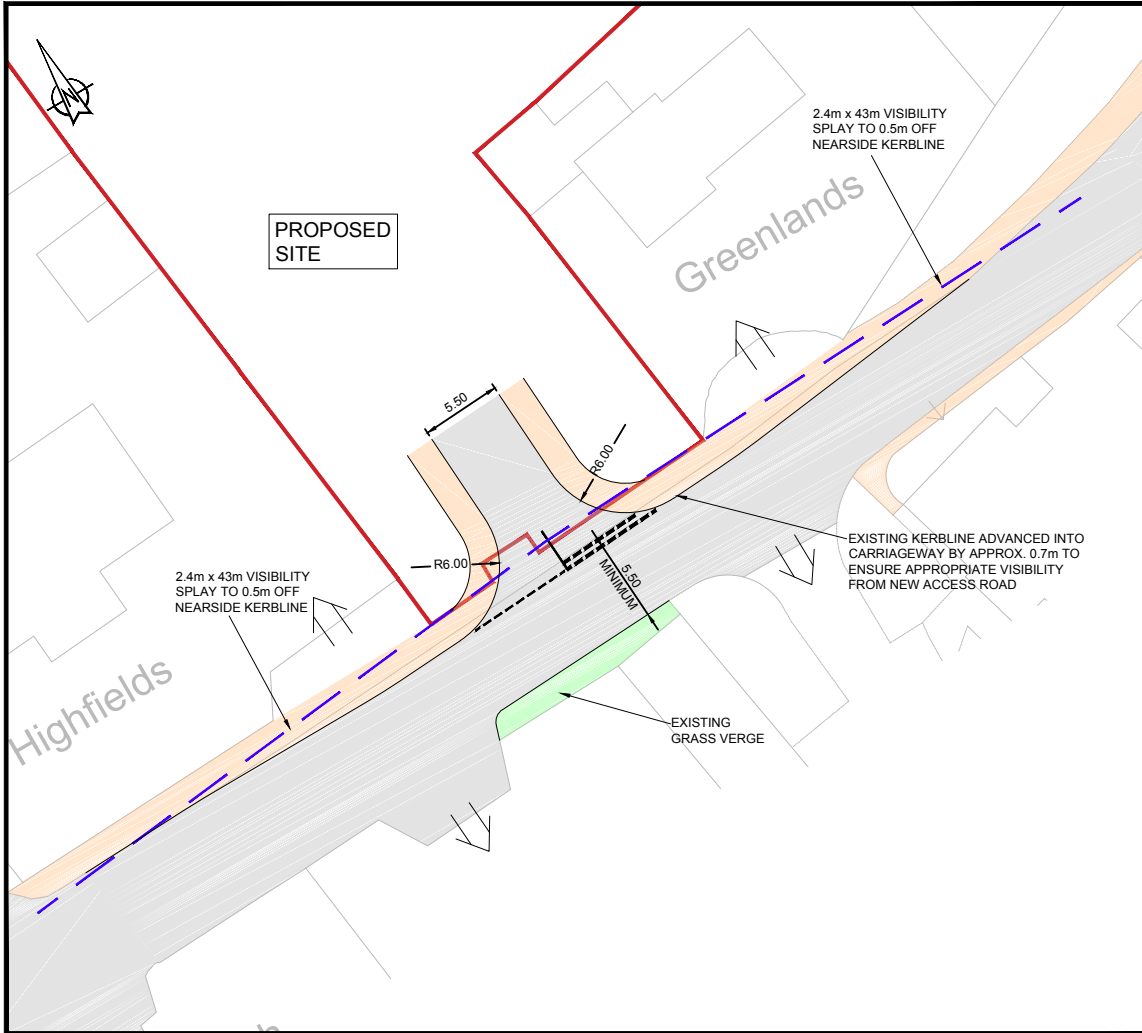 N
2.4m x 43m VISIBILITY
SPLAY TO 0.5m OFF
NEARSIDE KERBLINE
PROPOSED
SITE
Greenlands
5.50
R6.00
R6.00
EXISTING KERBLINE ADVANCED INTO
CARRIAGEWAY BY APPROX. 0.7m TO
ENSURE APPROPRIATE VISIBILITY
FROM NEW ACCESS ROAD
5.50
MINIMUM
2.4m x 43m VISIBILITY
SPLAY TO 0.5m OFF
NEARSIDE KERBLINE
Highfields
EXISTING
GRASS VERGE